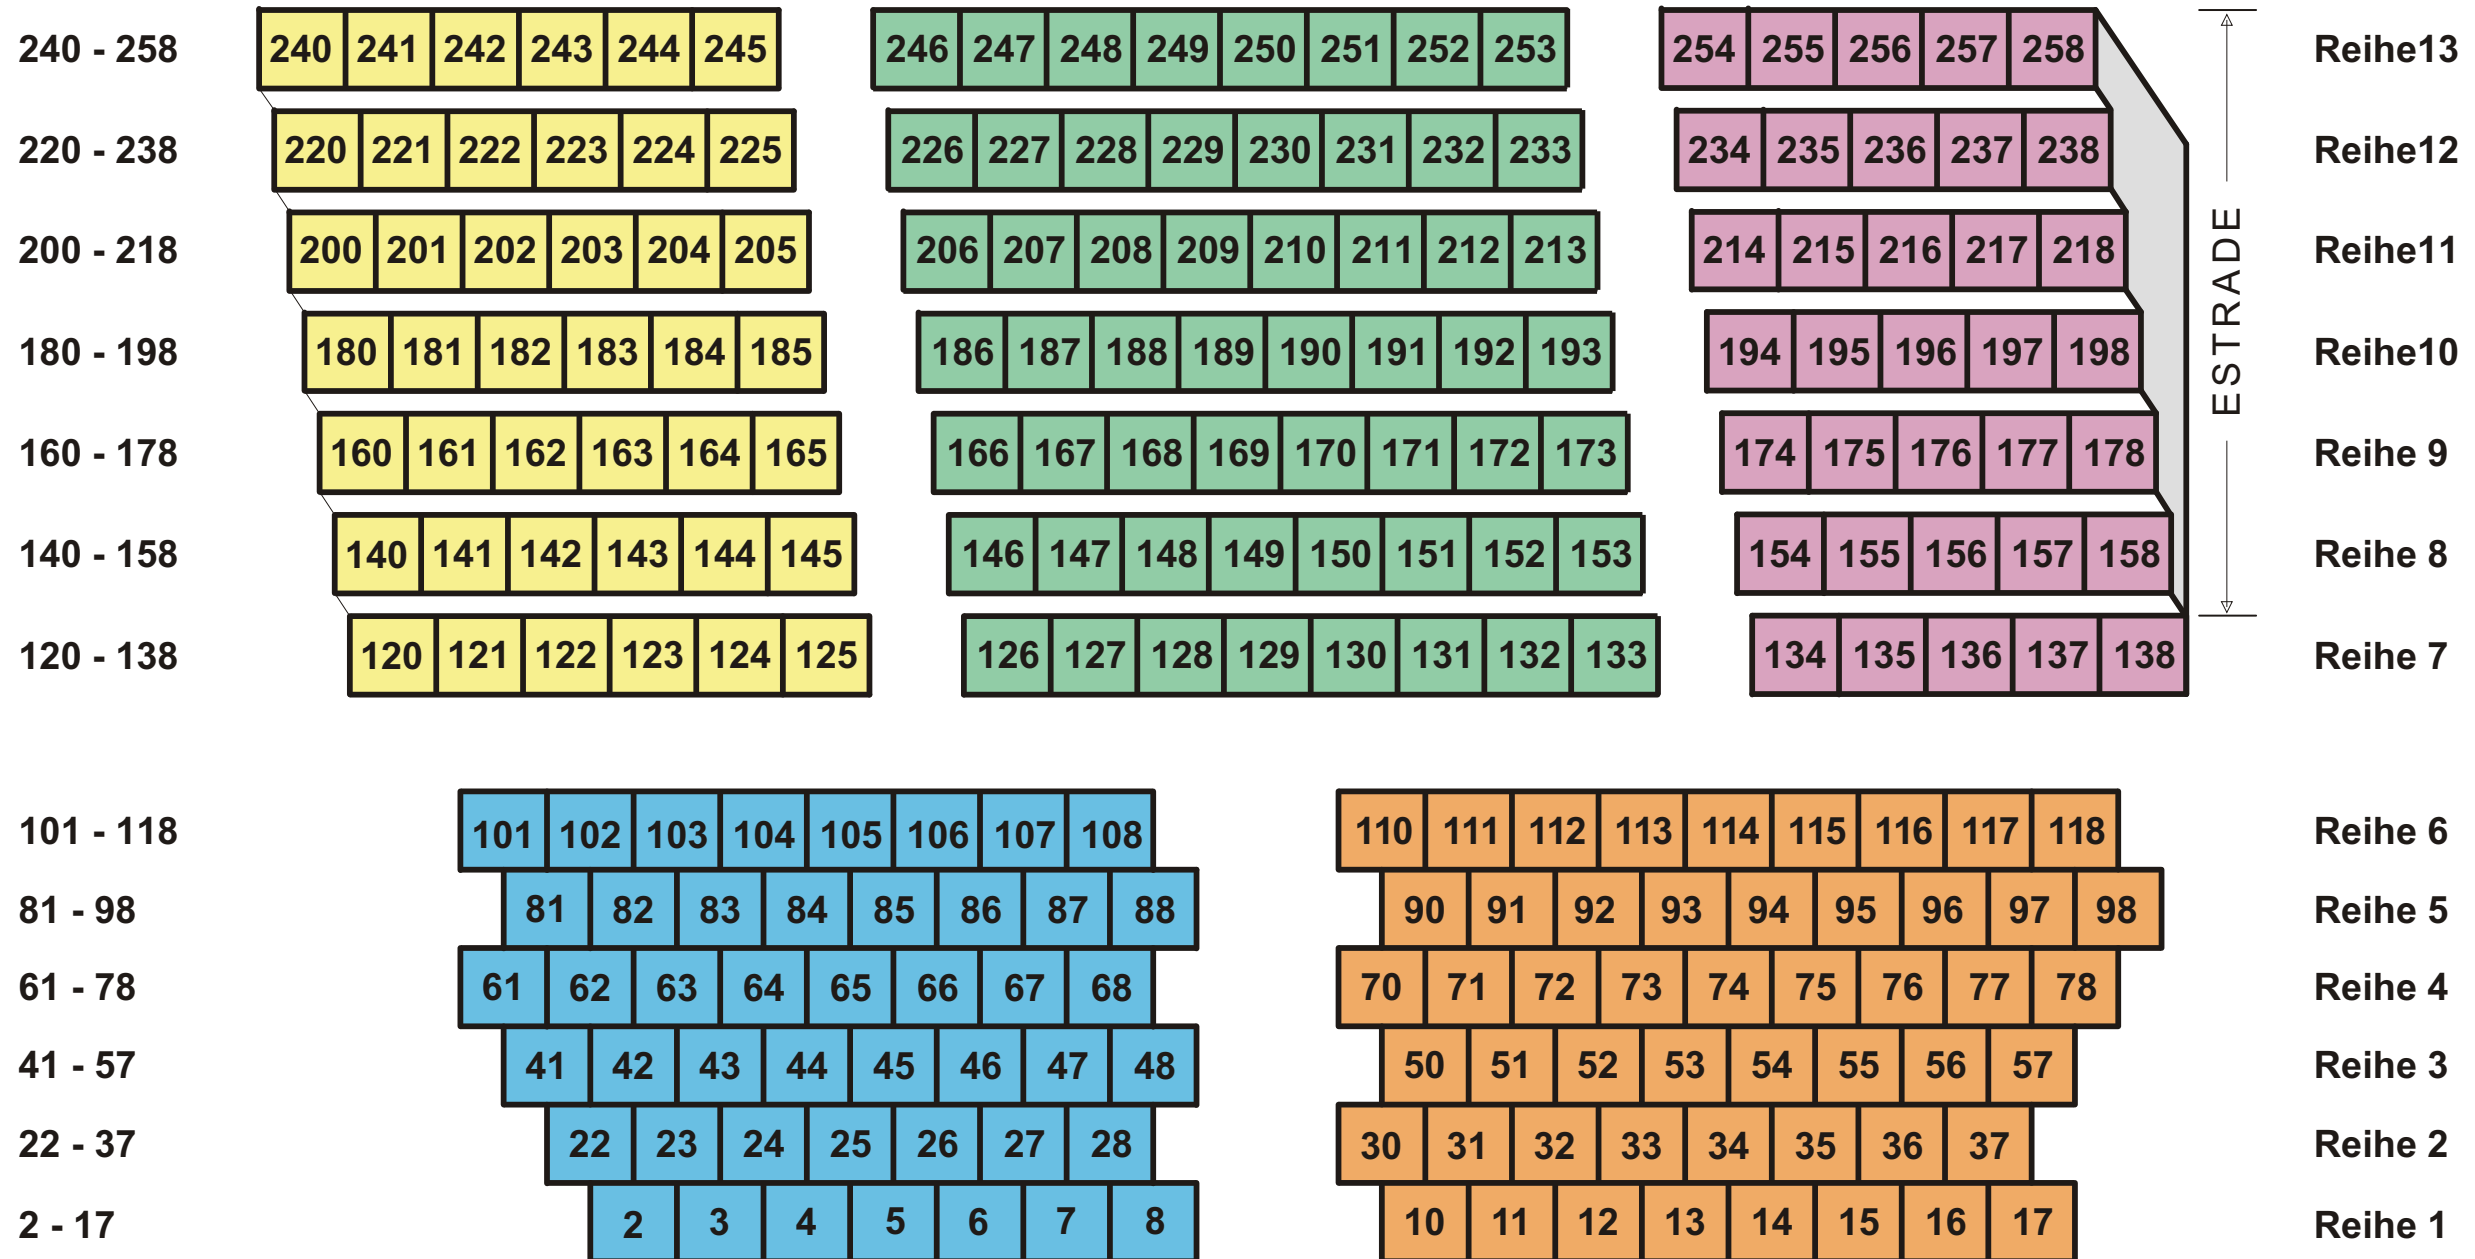 240 - 258 240 241 242 243 244 245 246 247 248 249 250 251 252 253 254 255 256 257 258 Reihe13
220 - 238 220 221 222 223 224 225 226 227 228 229 230 231 232 233 234 235 236 237 238 Reihe12
200 - 218 200 201 202 203 204 205 206 207 208 209 210 211 212 213 214 215 216 217 218 Reihe11
180 - 198 180 181 182 183 184 185 186 187 188 189 190 191 192 193 194 195 196 197 198 Reihe10
160 - 178 160 161 162 163 164 165 166 167 168 169 170 171 172 173 174 175 176 177 178 Reihe 9
140 - 158 140 141 142 143 144 145 146 147 148 149 150 151 152 153 154 155 156 157 158 Reihe 8
120 - 138 120 121 122 123 124 125 126 127 128 129 130 131 132 133 134 135 136 137 138 Reihe 7
ESTRADE
101 - 118 101 102 103 104 105 106 107 108 110 111 112 113 114 115 116 117 118 Reihe 6
81 - 98 81 82 83 84 85 86 87 88 90 91 92 93 94 95 96 97 98 Reihe 5
61 - 78 61 62 63 64 65 66 67 68 70 71 72 73 74 75 76 77 78 Reihe 4
41 - 57 41 42 43 44 45 46 47 48 50 51 52 53 54 55 56 57 Reihe 3
22 - 37 22 23 24 25 26 27 28 30 31 32 33 34 35 36 37 Reihe 2
2 - 17 2 3 4 5 6 7 8 10 11 12 13 14 15 16 17 Reihe 1